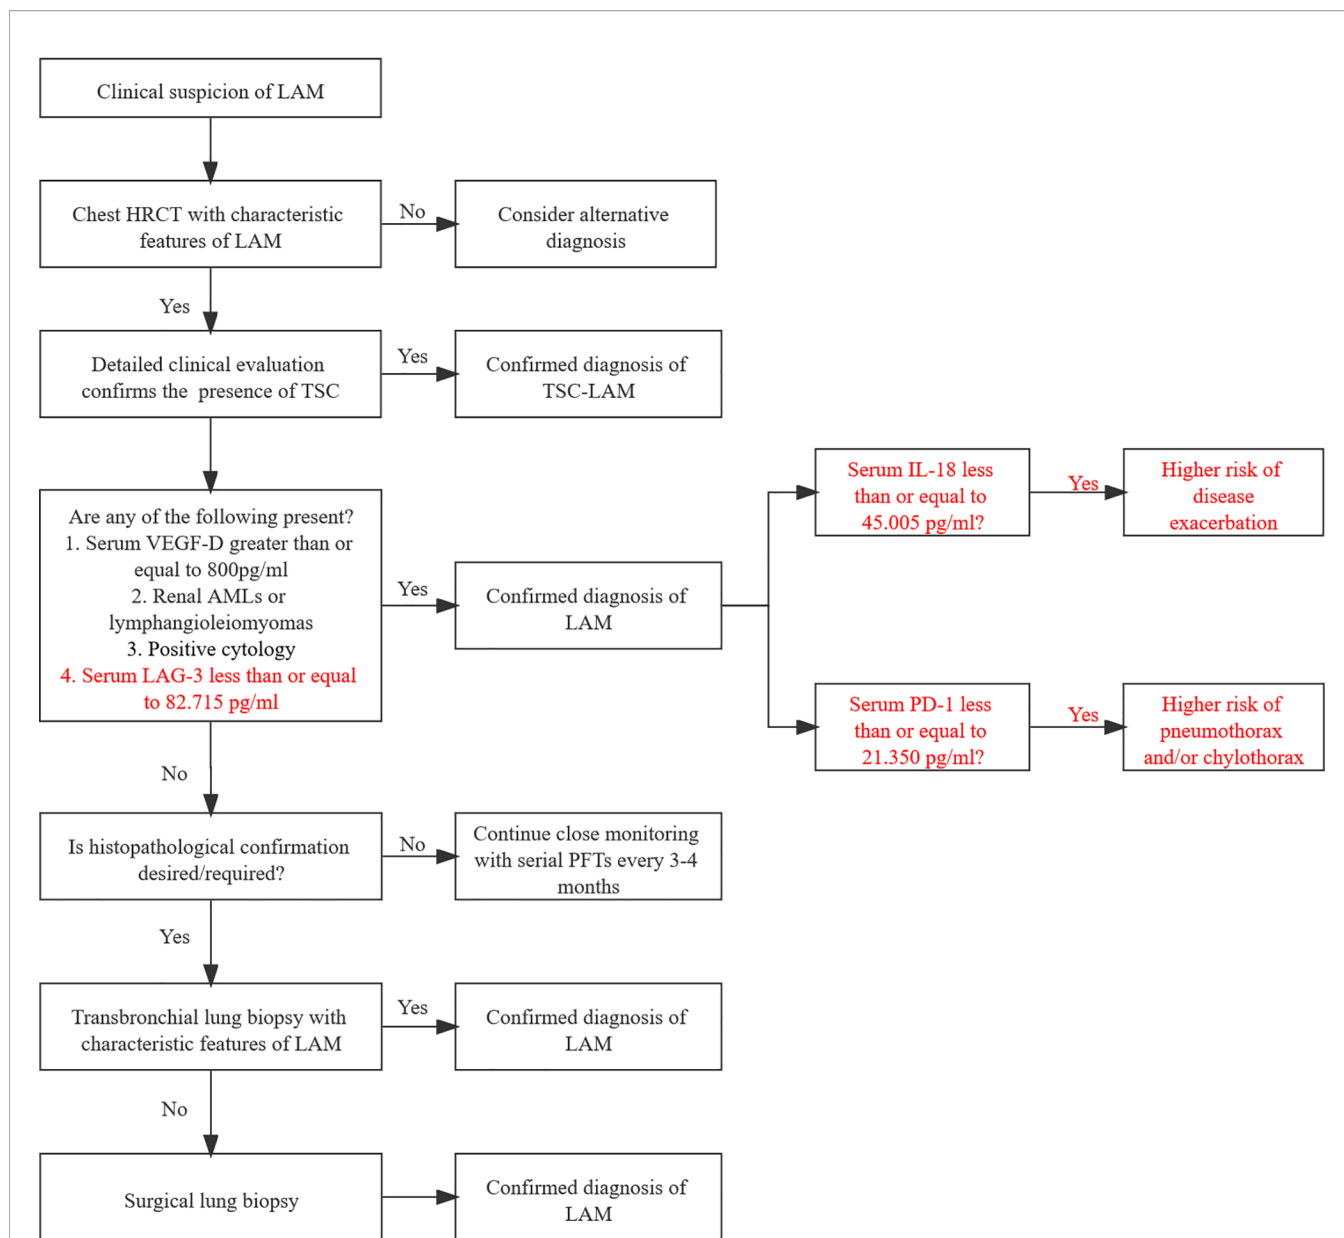 Clinical suspicion of LAM
Chest HRCT with characteristic
features of LAM
No
Consider alternative
diagnosis
Yes
Detailed clinical evaluation
confirms the presence of TSC
Yes
Confirmed diagnosis of
TSC-LAM
Are any of the following present?
1. Serum VEGF-D greater than or
equal to 800pg/ml
2. Renal AMLs or
lymphangioleiomyomas
3. Positive cytology
4. Serum LAG-3 less than or equal
to 82.715 pg/ml
Yes
Confirmed diagnosis of
LAM
Serum IL-18 less
than or equal to
45.005 pg/ml?
Yes
Higher risk of
disease
exacerbation
Serum PD-1 less
than or equal to
21.350 pg/ml?
Yes
Higher risk of
pneumothorax
and/or chylothorax
No
Is histopathological confirmation
desired/required?
No
Continue close monitoring
with serial PFTs every 3-4
months
Yes
Transbronchial lung biopsy with
characteristic features of LAM
Yes
Confirmed diagnosis of
LAM
No
Surgical lung biopsy
Confirmed diagnosis of
LAM